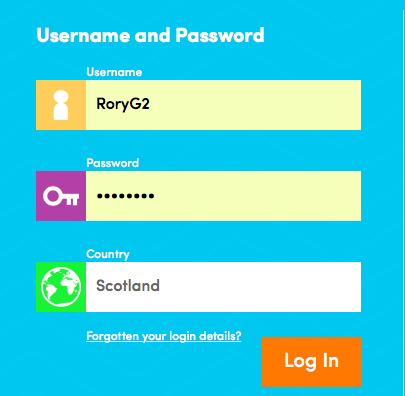 Username and Password
Username
RoryG2
Password
••••••••
Country
Scotland
Forgotten your login details?
Log In